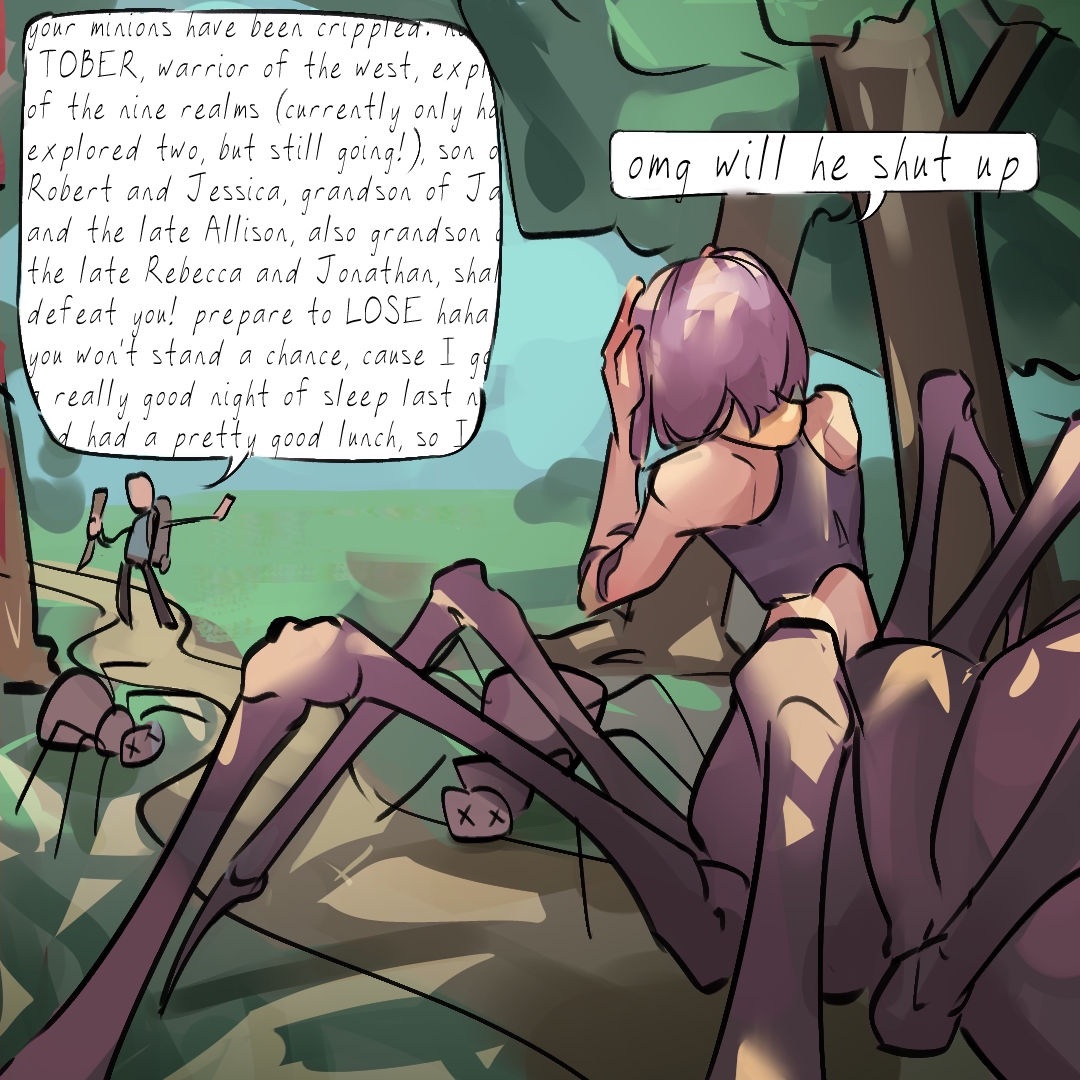 your minions have been crippled.
TOBER, warrior of the west,
of the nine realms (currently only
explored two, but still going!), son
Robert and Jessica, grandson of
and the late Allison, also grandson
the late Rebecca and Jonathan,
defeat you! prepare to LOSE haha
you won't stand a chance, cause I
really good night of sleep last
had a pretty good lunch, so I
omg will he shut up